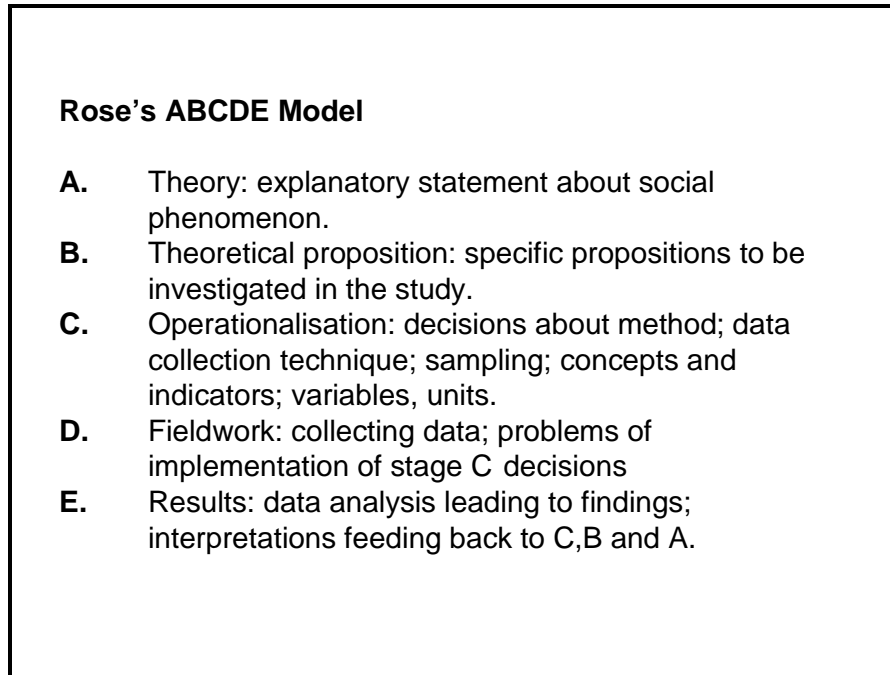 Rose’s ABCDE Model
A. Theory: explanatory statement about social
phenomenon.
B. Theoretical proposition: specific propositions to be
investigated in the study.
C. Operationalisation: decisions about method; data
collection technique; sampling; concepts and
indicators; variables, units.
D. Fieldwork: collecting data; problems of
implementation of stage C decisions
E. Results: data analysis leading to findings;
interpretations feeding back to C,B and A.